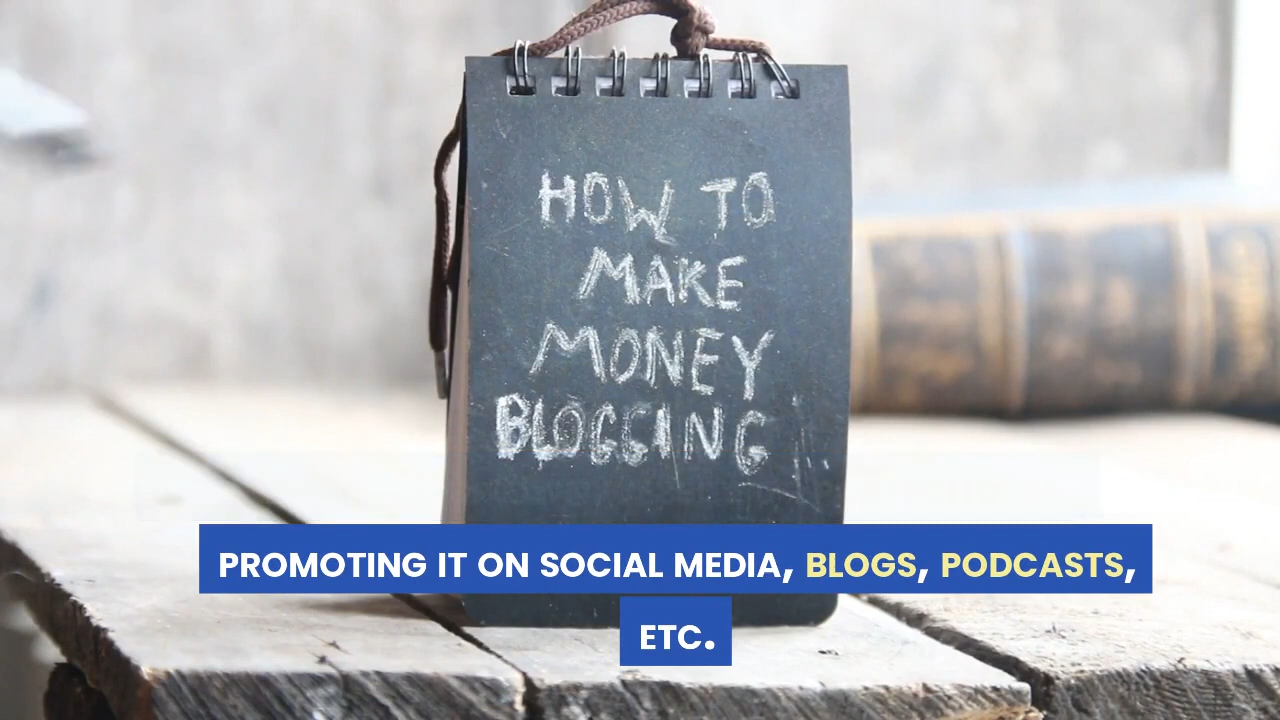 HOW TO
MAKE
MONEY
BLOGGING
PROMOTING IT ON SOCIAL MEDIA, BLOGS, PODCASTS,
ETC.